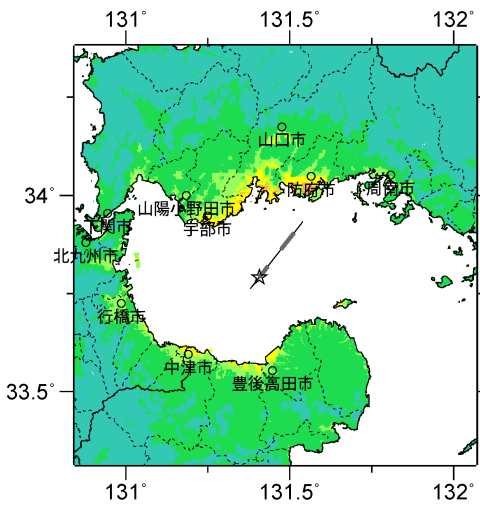 131° 131.5° 132°
山口市
34°
防府市 周南市
山陽小野田市
下関市 宇部市
北九州市
行橋市
中津市
33.5° 豊後高田市
131° 131.5° 132°